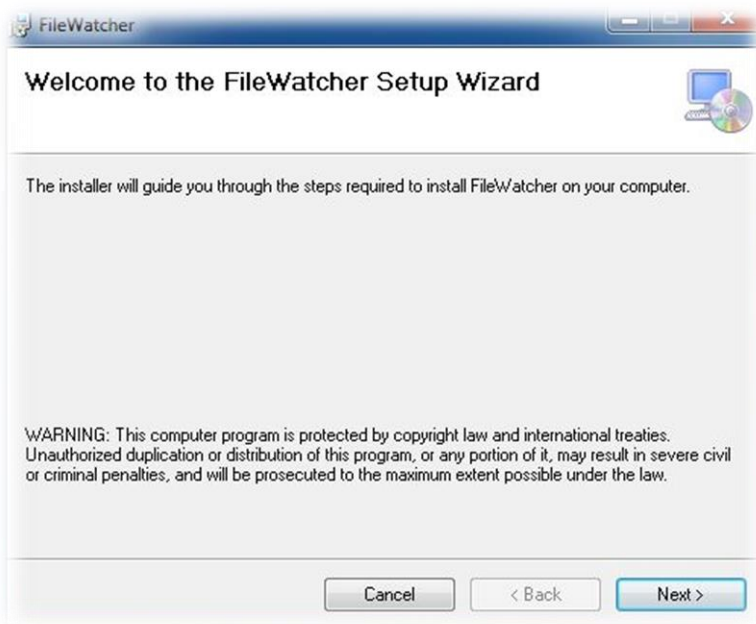 FileWatcher
Welcome to the FileWatcher Setup Wizard
The installer will guide you through the steps required to install FileWatcher on your computer.
WARNING: This computer program is protected by copyright law and international treaties.
Unauthorized duplication or distribution of this program, or any portion of it, may result in severe civil
or criminal penalties, and will be prosecuted to the maximum extent possible under the law.
Cancel
< Back
Next >